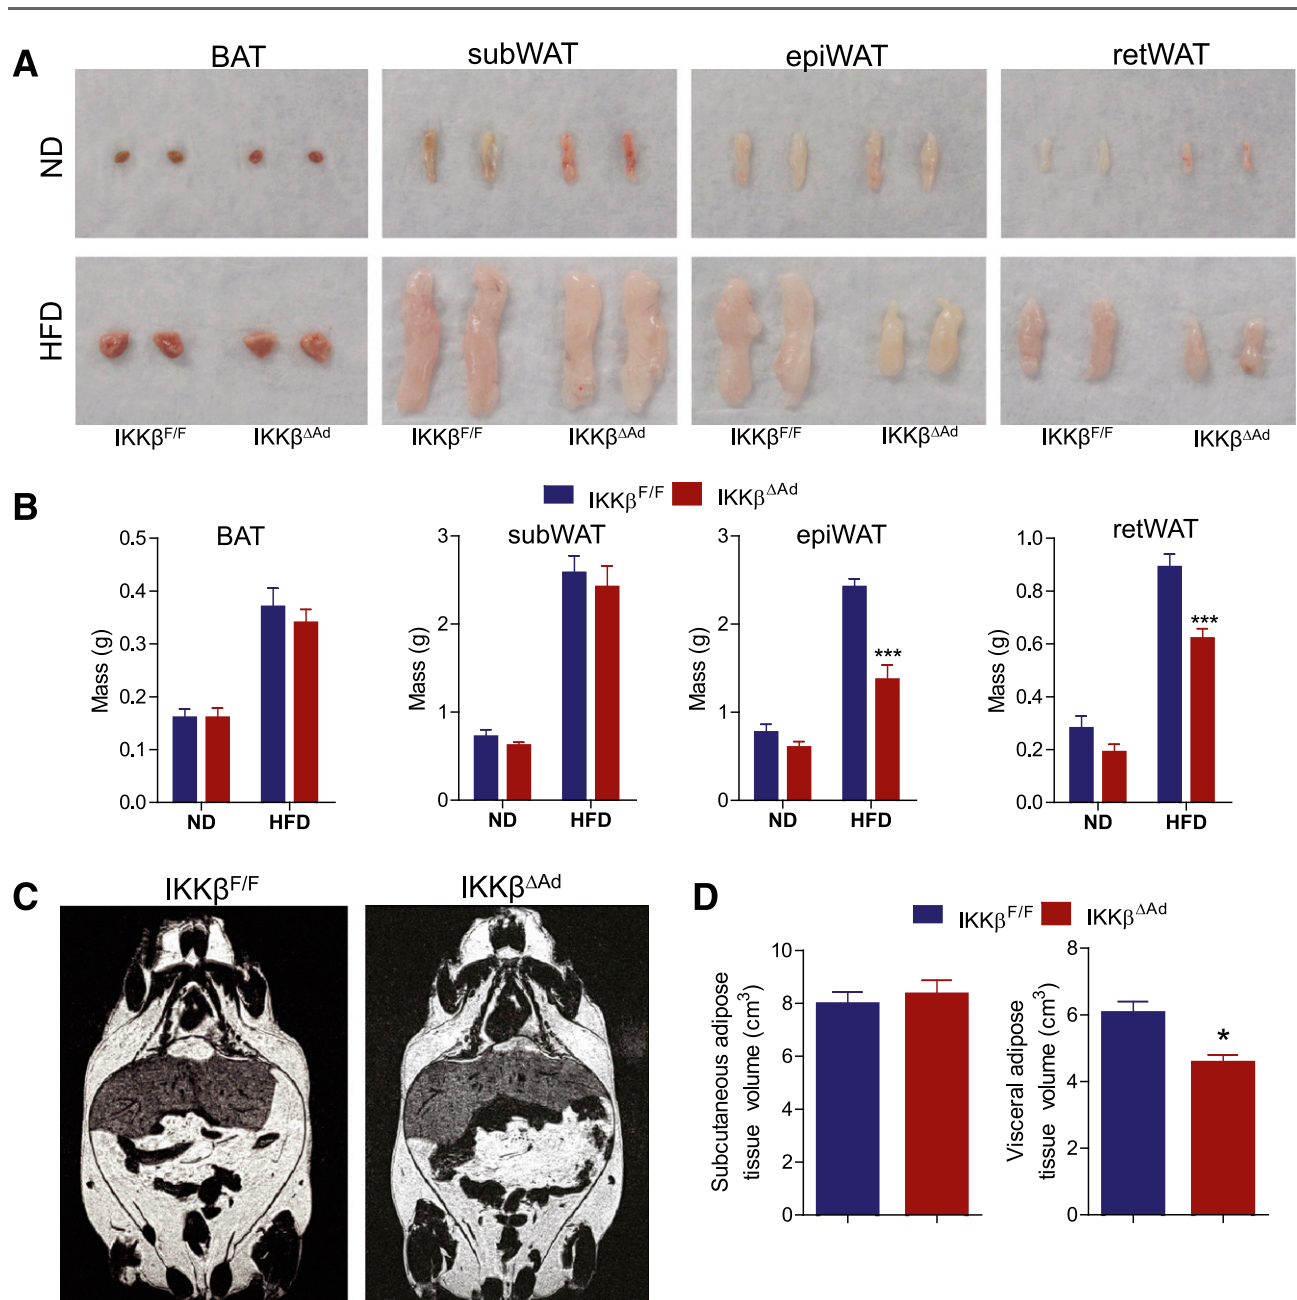 A
BAT subWAT epiWAT retWAT
ND
HFD
IKKβF/F IKKβΔAd IKKβF/F IKKβΔAd IKKβF/F IKKβΔAd IKKβF/F IKKβΔAd
B
IKKβF/F IKKβΔAd
BAT
Mass (g)
0.5
0.4
0.3
0.2
0.1
0.0
ND HFD
subWAT
Mass (g)
3
2
1
0
ND HFD
epiWAT
Mass (g)
3
2
1
0
***
ND HFD
retWAT
Mass (g)
1.0
0.8
0.6
0.4
0.2
0.0
***
ND HFD
C
IKKβF/F IKKβΔAd
D
IKKβF/F IKKβΔAd
Subcutaneous adipose
tissue volume (cm³)
10
8
6
4
2
0
Visceral adipose
tissue volume (cm³)
8
6
4
2
0
*